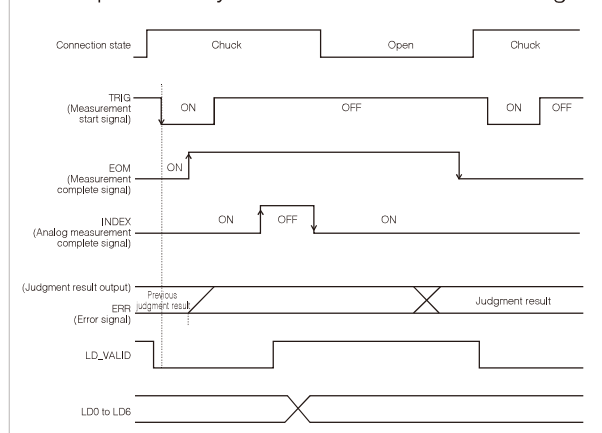 Connection state
Chuck
Open
Chuck
TRIG
(Measurement
start signal)
ON
OFF
ON
OFF
EOM
(Measurement
complete signal)
ON
INDEX
(Analog measurement
complete signal)
ON
OFF
ON
(Judgment result output)
ERR
(Error signal)
Previous
judgment result
Judgment result
LD_VALID
LD0 to LD6